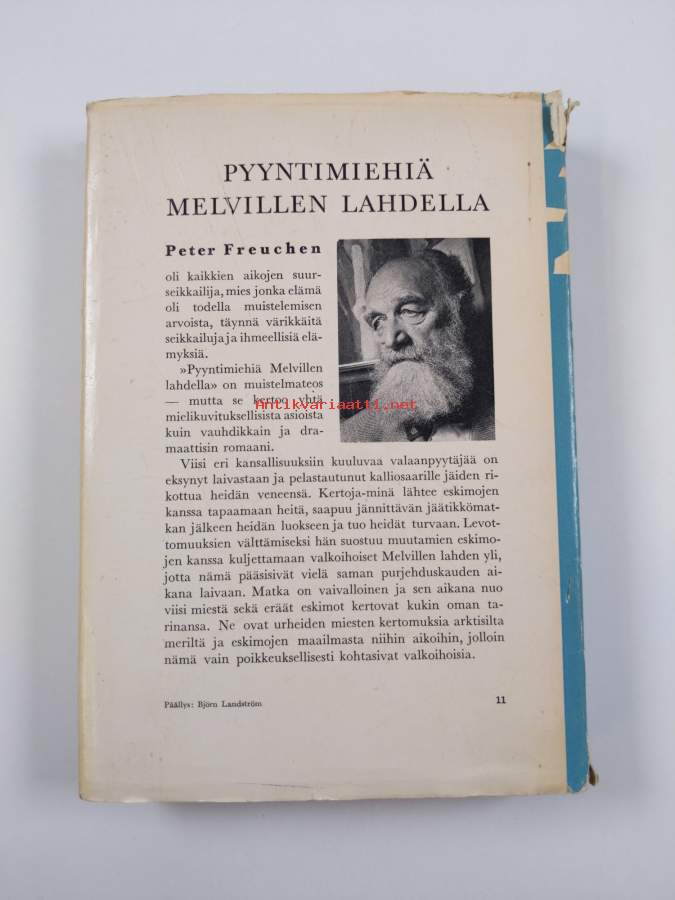 PYYNTIMIEHIÄ
MELVILLEN LAHDELLA
Peter Freuchen
oli kaikkien aikojen suur-
seikkailija, mies jonka elämä
oli todella muistelemisen
arvoista, täynnä värikkäitä
seikkailuja ja ihmeellisiä elä-
myksiä.
»Pyyntimiehiä Melvillen
lahdella» on muistelmateos
— mutta se kertoo yhtä
mielikuvituksellisista asioista
kuin vauhdikkain ja dra-
maattisin romaani.
Antikvariaatti.net
Viisi eri kansallisuuksiin kuuluvaa valaanpyytäjää on
eksynyt laivastaan ja pelastautunut kalliosaarille jäiden ri-
kottua heidän veneensä. Kertoja-minä lähtee eskimojen
kanssa tapaamaan heitä, saapuu jännittävän jäätikkömat-
kan jälkeen heidän luokseen ja tuo heidät turvaan. Levot-
tomuuksien välttämiseksi hän suostuu muutamien eskimo-
jen kanssa kuljettamaan valkoihoiset Melvillen lahden yli,
jotta nämä pääsisivät vielä saman purjehduskauden ai-
kana laivaan. Matka on vaivalloinen ja sen aikana nuo
viisi miestä sekä eräät eskimot kertovat kukin oman ta-
rinansa. Ne ovat urheiden miesten kertomuksia arktisilta
meriltä ja eskimojen maailmasta niihin aikoihin, jolloin
nämä vain poikkeuksellisesti kohtasivat valkoihoisia.
Päällys: Björn Landström
11